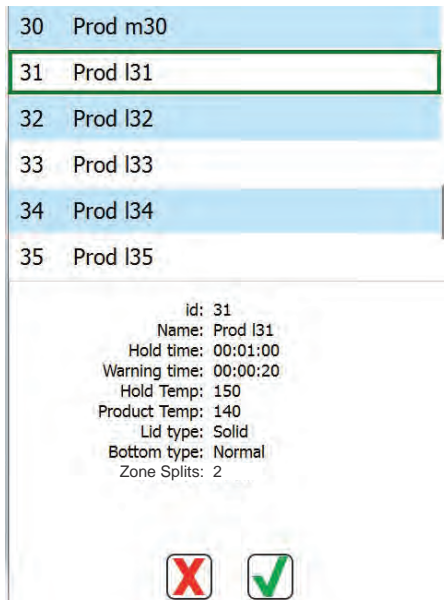 30 Prod m30
31 Prod l31
32 Prod l32
33 Prod l33
34 Prod l34
35 Prod l35
id: 31
Name: Prod l31
Hold time: 00:01:00
Warning time: 00:00:20
Hold Temp: 150
Product Temp: 140
Lid type: Solid
Bottom type: Normal
Zone Splits: 2